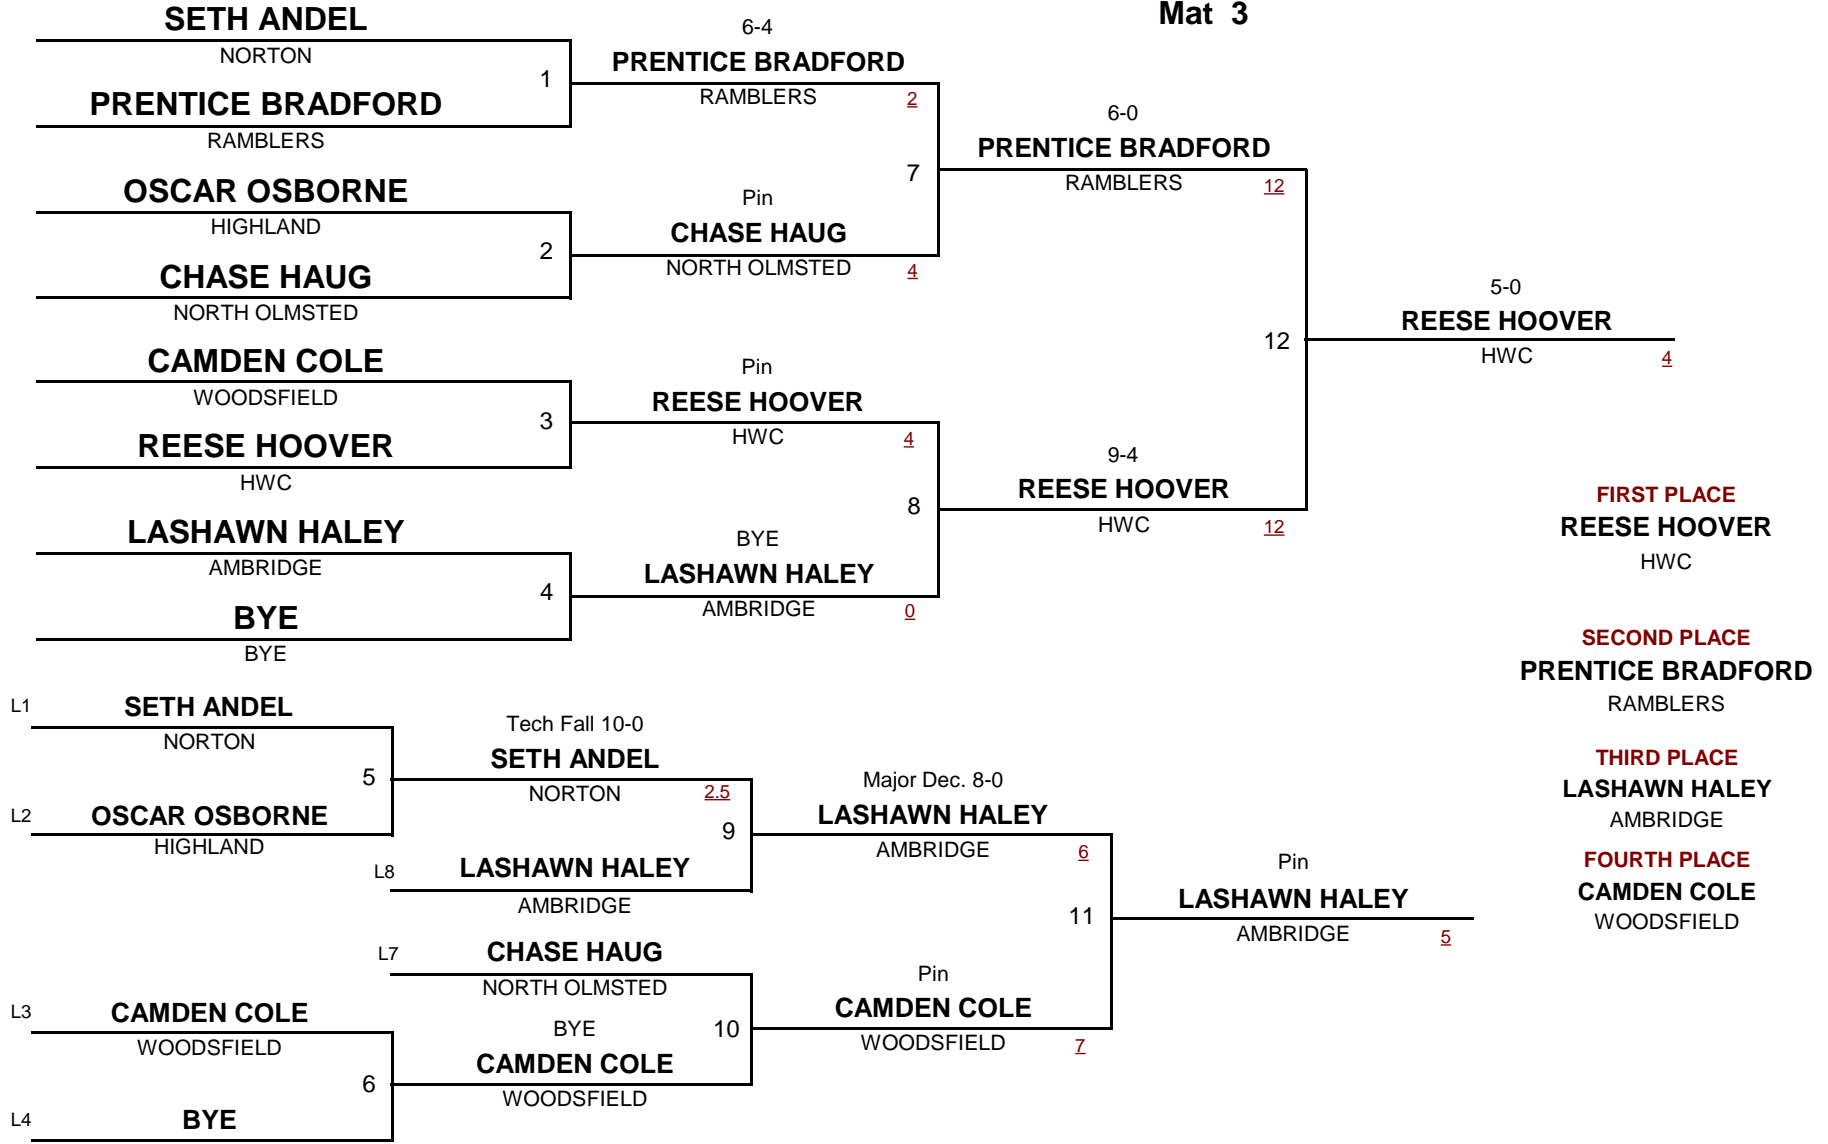 Mat 3
SETH ANDEL
NORTON
1
PRENTICE BRADFORD
RAMBLERS
OSCAR OSBORNE
HIGHLAND
2
CHASE HAUG
NORTH OLMSTED
CAMDEN COLE
WOODSFIELD
3
REESE HOOVER
HWC
LASHAWN HALEY
AMBRIDGE
4
BYE
BYE
6-4
PRENTICE BRADFORD
RAMBLERS 2
7
Pin
CHASE HAUG
NORTH OLMSTED 4
Pin
REESE HOOVER
HWC 4
8
BYE
LASHAWN HALEY
AMBRIDGE 0
6-0
PRENTICE BRADFORD
RAMBLERS 12
12
9-4
REESE HOOVER
HWC 12
5-0
REESE HOOVER
HWC 4
FIRST PLACE
REESE HOOVER
HWC
SECOND PLACE
PRENTICE BRADFORD
RAMBLERS
THIRD PLACE
LASHAWN HALEY
AMBRIDGE
FOURTH PLACE
CAMDEN COLE
WOODSFIELD
L1 SETH ANDEL
NORTON
5
L2 OSCAR OSBORNE
HIGHLAND
L3 CAMDEN COLE
WOODSFIELD
6
L4 BYE
Tech Fall 10-0
SETH ANDEL
NORTON 2.5
9
L8 LASHAWN HALEY
AMBRIDGE
L7 CHASE HAUG
NORTH OLMSTED
BYE 10
CAMDEN COLE
WOODSFIELD
Major Dec. 8-0
LASHAWN HALEY
AMBRIDGE 6
11
Pin
CAMDEN COLE
WOODSFIELD 7
Pin
LASHAWN HALEY
AMBRIDGE 5